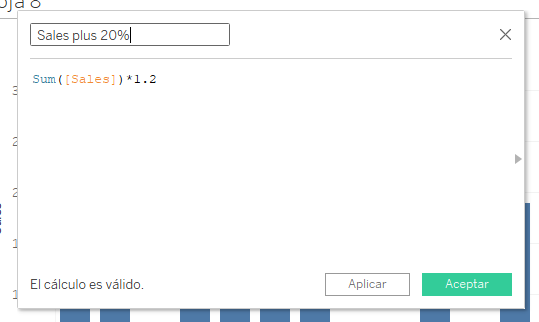 Sales plus 20%
Sum([Sales])*1.2
El cálculo es válido.
Aplicar
Aceptar